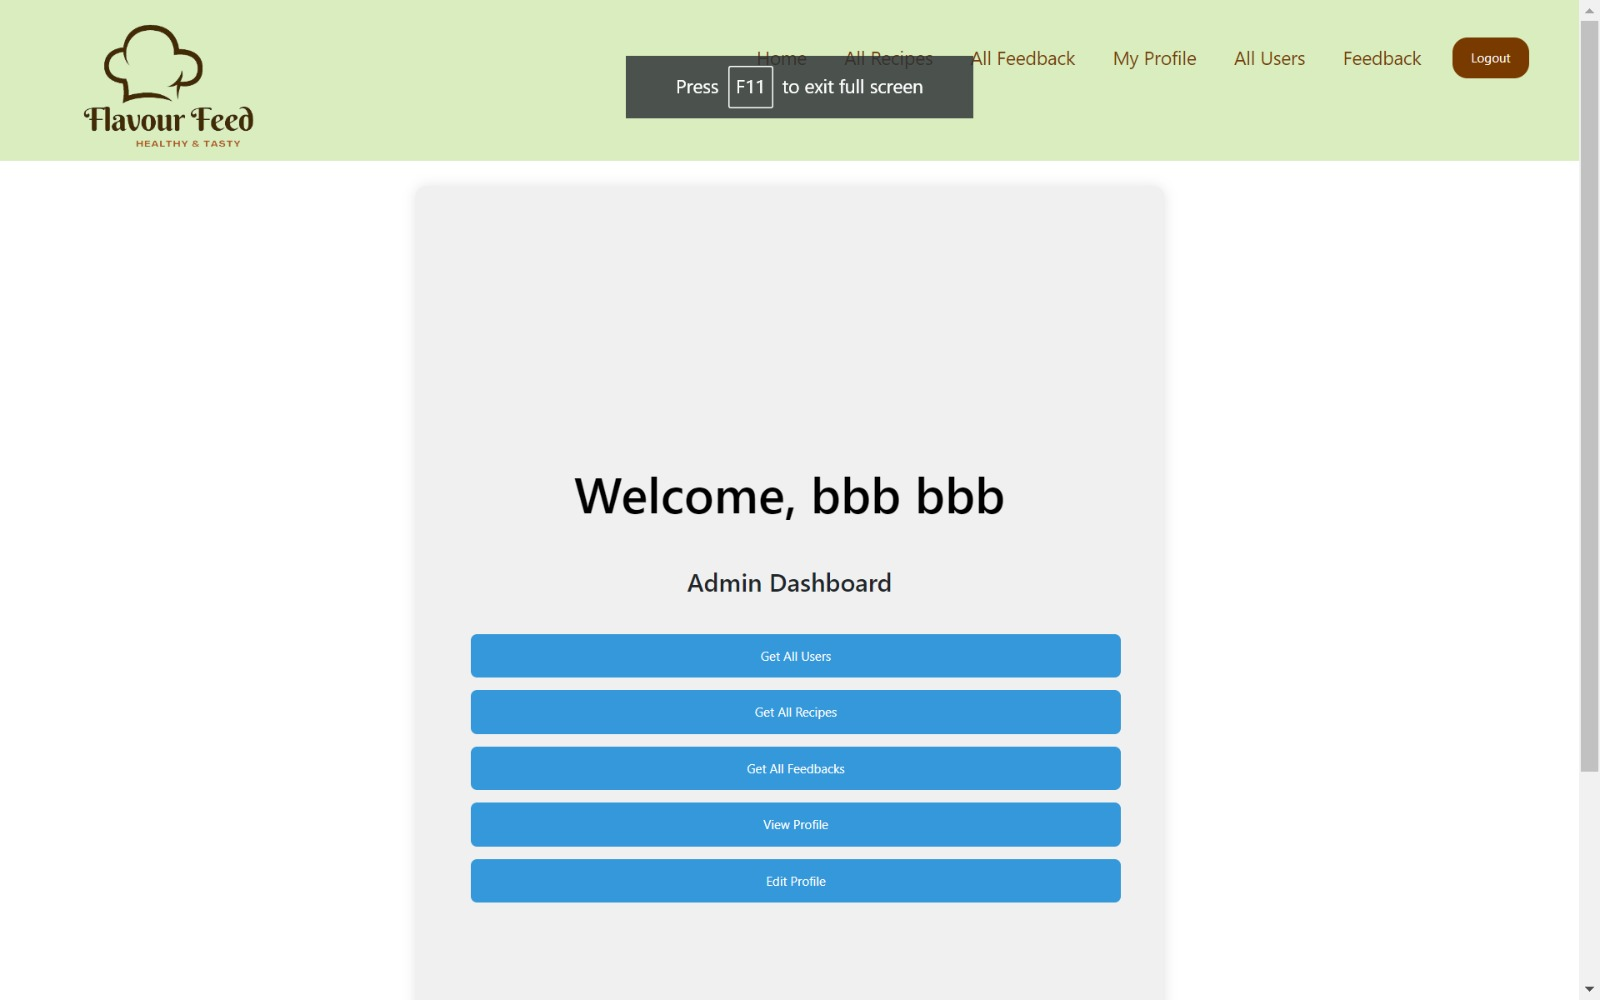 Flavour Feed
HEALTHY & TASTY
Home All Recipes All Feedback My Profile All Users Feedback Logout
Press F11 to exit full screen
Welcome, bbb bbb
Admin Dashboard
Get All Users
Get All Recipes
Get All Feedbacks
View Profile
Edit Profile